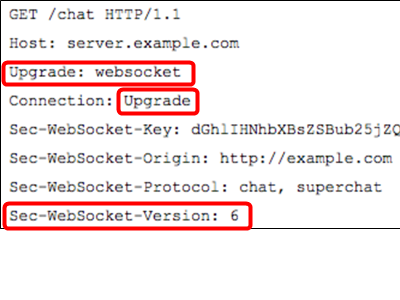 GET /chat HTTP/1.1
Host: server.example.com
Upgrade: websocket
Connection: Upgrade
Sec-WebSocket-Key: dGhlIHNhbXBsZSBub25jZQ
Sec-WebSocket-Origin: http://example.com
Sec-WebSocket-Protocol: chat, superchat
Sec-WebSocket-Version: 6